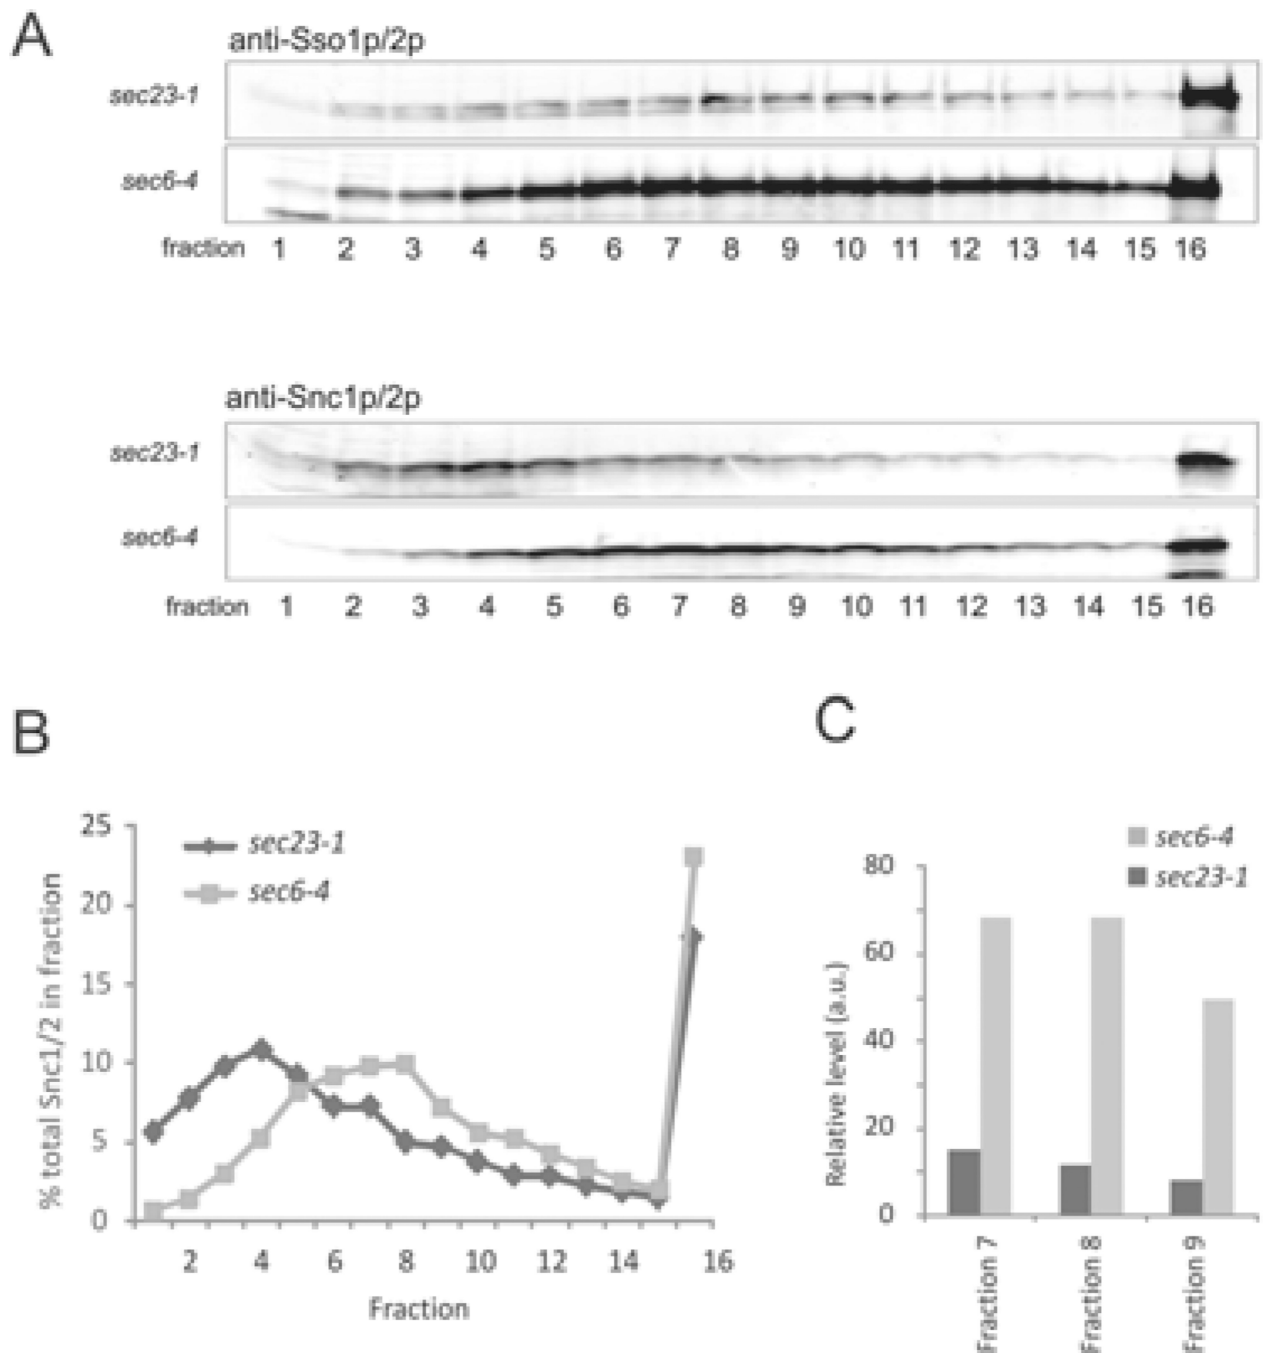 A
anti-Sso1p/2p
sec23-1
sec6-4
fraction 1 2 3 4 5 6 7 8 9 10 11 12 13 14 15 16
anti-Snc1p/2p
sec23-1
sec6-4
fraction 1 2 3 4 5 6 7 8 9 10 11 12 13 14 15 16
B
% total Snc1/2 in fraction
25
20
15
10
5
0
sec23-1
sec6-4
2 4 6 8 10 12 14 16
Fraction
C
sec6-4
sec23-1
Relative level (a.u.)
80
60
40
20
0
Fraction 7
Fraction 8
Fraction 9